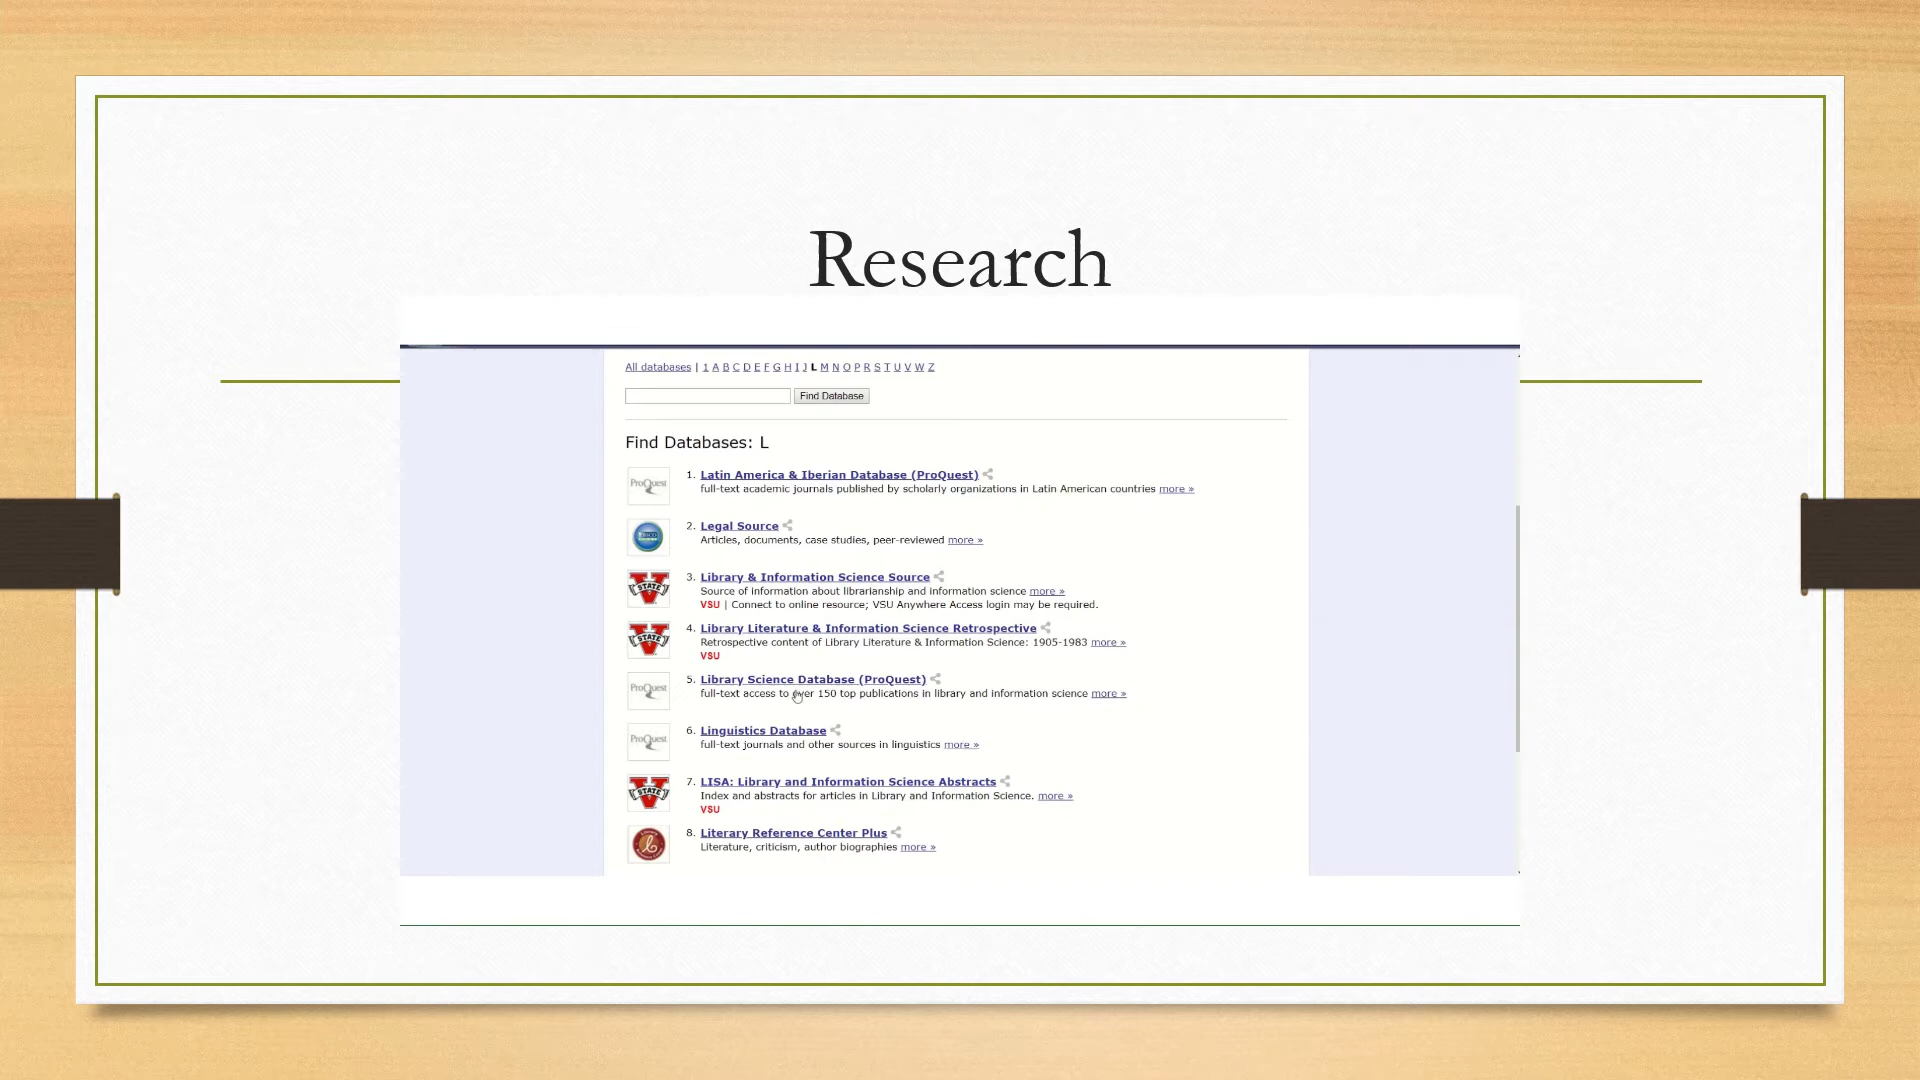 Research
All databases | 1 A B C D E F G H I J L M N O P R S T U V W Z
Find Database
Find Databases: L
ProQuest
1. Latin America & Iberian Database (ProQuest)
full-text academic journals published by scholarly organizations in Latin American countries more »
2. Legal Source
Articles, documents, case studies, peer-reviewed more »
V STATE
3. Library & Information Science Source
Source of information about librarianship and information science more »
VSU | Connect to online resource; VSU Anywhere Access login may be required.
V STATE
4. Library Literature & Information Science Retrospective
Retrospective content of Library Literature & Information Science: 1905-1983 more »
VSU
ProQuest
5. Library Science Database (ProQuest)
full-text access to over 150 top publications in library and information science more »
ProQuest
6. Linguistics Database
full-text journals and other sources in linguistics more »
V STATE
7. LISA: Library and Information Science Abstracts
Index and abstracts for articles in Library and Information Science. more »
VSU
8. Literary Reference Center Plus
Literature, criticism, author biographies more »